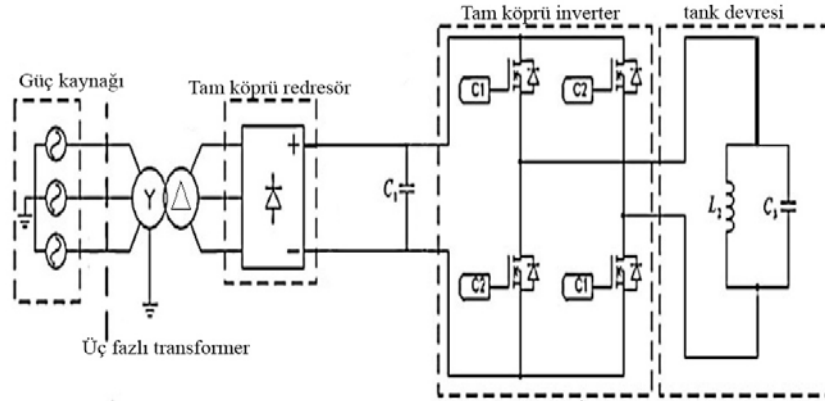 Tam köprü inverter
tank devresi
Güç kaynağı
Tam köprü redresör
C1
C2
+
Y
Δ
C₁
L₂
C₃
−
C2
C1
Üç fazlı transformer